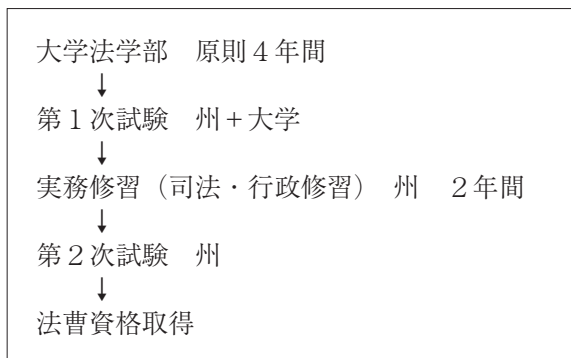 大学法学部　原則４年間
↓
第１次試験　州＋大学
↓
実務修習（司法・行政修習）　州　２年間
↓
第２次試験　州
↓
法曹資格取得